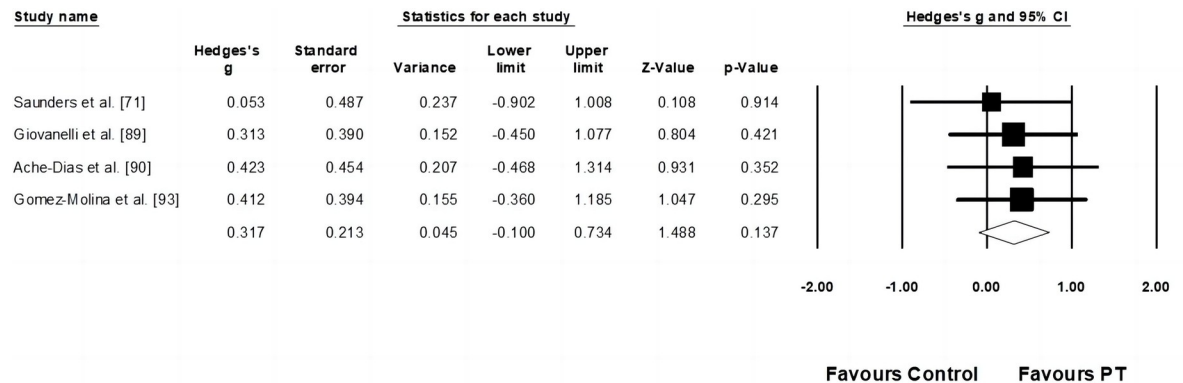 Study name Statistics for each study Hedges's g and 95% CI
Hedges's Standard Lower Upper
g error Variance limit limit Z-Value p-Value
Saunders et al. [71] 0.053 0.487 0.237 -0.902 1.008 0.108 0.914
Giovanelli et al. [89] 0.313 0.390 0.152 -0.450 1.077 0.804 0.421
Ache-Dias et al. [90] 0.423 0.454 0.207 -0.468 1.314 0.931 0.352
Gomez-Molina et al. [93] 0.412 0.394 0.155 -0.360 1.185 1.047 0.295
0.317 0.213 0.045 -0.100 0.734 1.488 0.137
-2.00 -1.00 0.00 1.00 2.00
Favours Control Favours PT